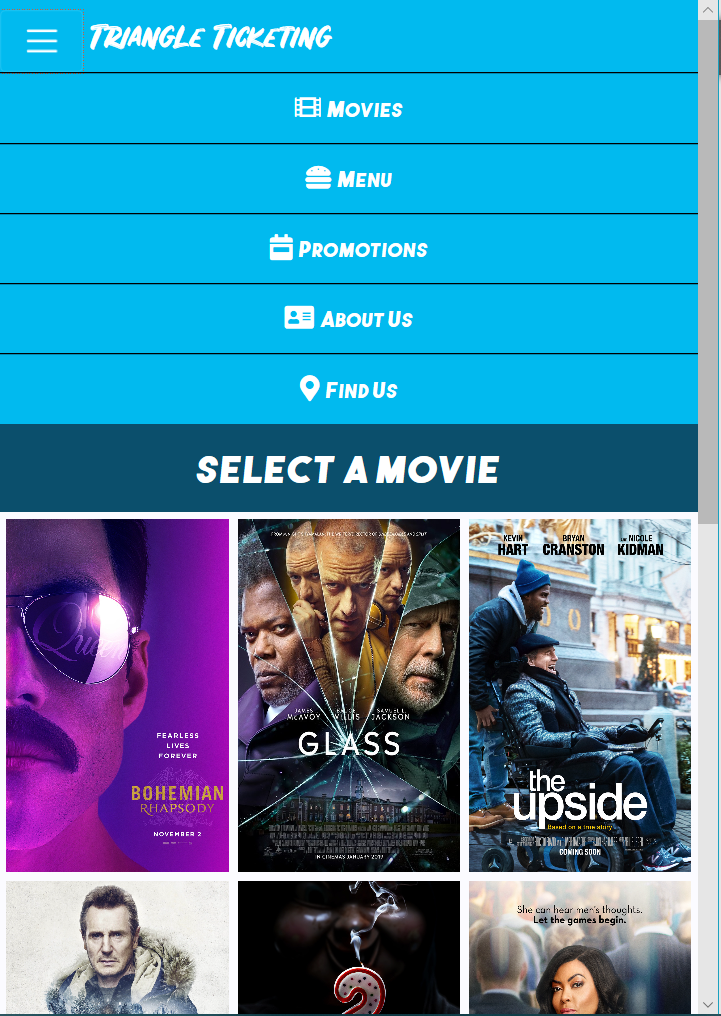 Triangle Ticketing
Movies
Menu
Promotions
About Us
Find Us
SELECT A MOVIE
Queen
FEARLESS
LIVES
FOREVER
BOHEMIAN
RHAPSODY
NOVEMBER 2
JAMES McAVOY BRUCE WILLIS SAMUEL L. JACKSON
GLASS
IN CINEMAS JANUARY 2019
KEVIN HART BRYAN CRANSTON AND NICOLE KIDMAN
the
upside
Based on a true story
COMING SOON
She can hear men's thoughts.
Let the games begin.